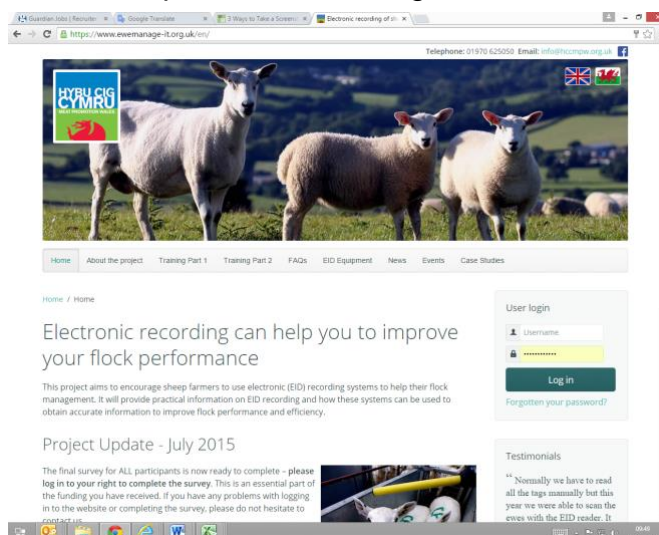 Guardian Jobs | Recruiter
Google Translate
3 Ways to Take a Screens
Electronic recording of sh
https://www.ewemanage-it.org.uk/en/
Telephone: 01970 625050 Email: info@hccmpw.org.uk
HYBU CIG
CYMRU
MEAT PROMOTION WALES
Home About the project Training Part 1 Training Part 2 FAQs EID Equipment News Events Case Studies
Home / Home
Electronic recording can help you to improve
your flock performance
This project aims to encourage sheep farmers to use electronic (EID) recording systems to help their flock
management. It will provide practical information on EID recording and how these systems can be used to
obtain accurate information to improve flock performance and efficiency.
Project Update - July 2015
The final survey for ALL participants is now ready to complete - please
log in to your right to complete the survey. This is an essential part of
the funding you have received. If you have any problems with logging
in to the website or completing the survey, please do not hesitate to
contact us.
User login
Username
Log in
Forgotten your password?
Testimonials
“ Normally we have to read
all the tags manually but this
year we were able to scan the
ewes with the EID reader. It
09:49